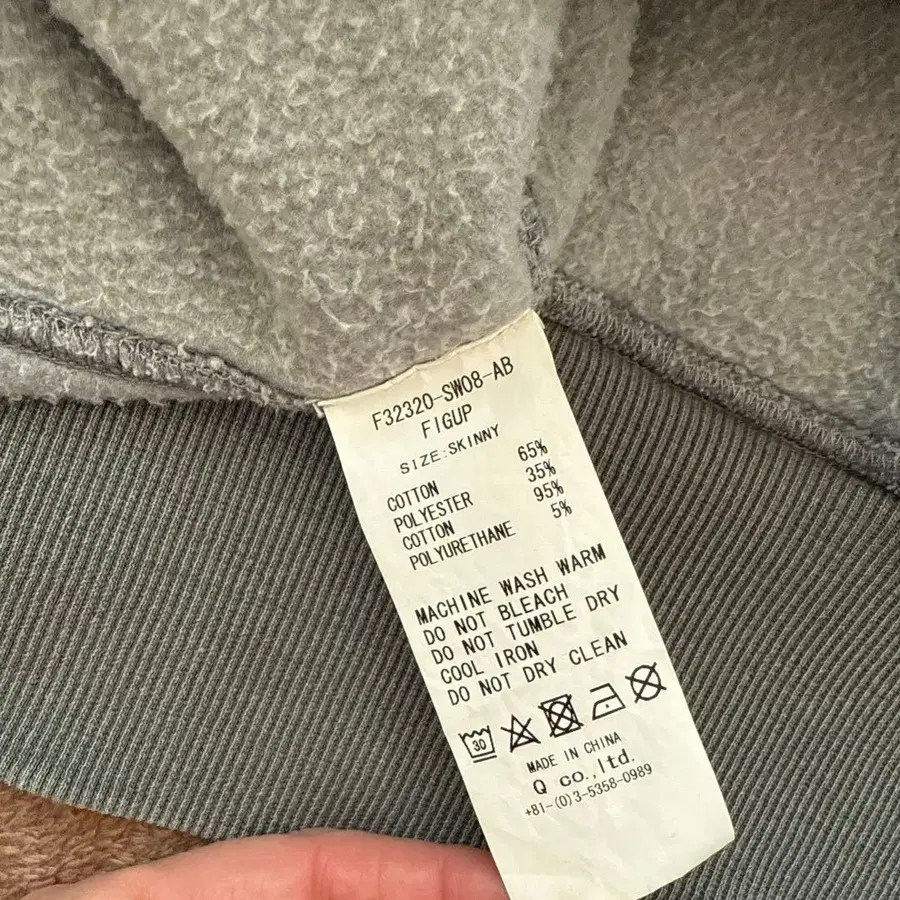 F32320-SW08-AB
FIGUP
SIZE:SKINNY
COTTON 65%
POLYESTER 35%
COTTON 95%
POLYURETHANE 5%
MACHINE WASH WARM
DO NOT BLEACH
DO NOT TUMBLE DRY
COOL IRON
DO NOT DRY CLEAN
30
MADE IN CHINA
Q co.,ltd.
+81-(0)3-5358-0989